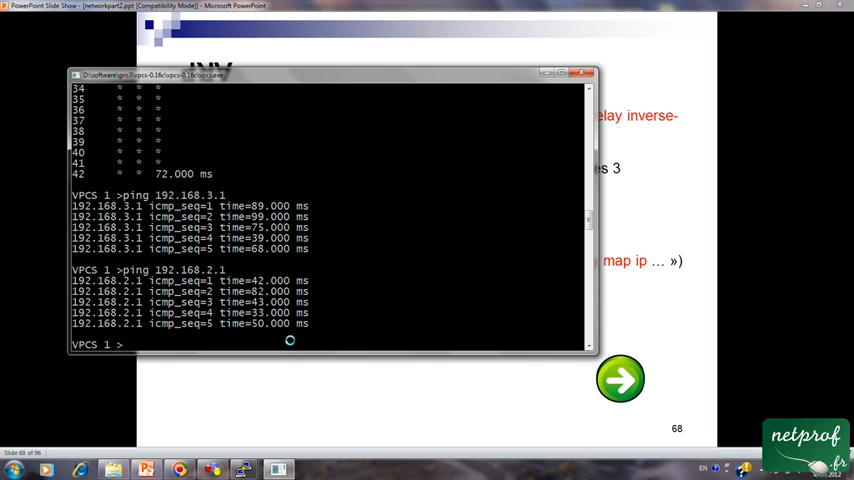 PowerPoint Slide Show - [networkpart2.ppt [Compatibility Mode]] - Microsoft PowerPoint
D:\software\gns3\vpcs-0.16c\vpcs-0.16c\vpcs.exe
34 * * *
35 * * *
36 * * *
37 * * *
38 * * *
39 * * *
40 * * *
41 * * *
42 * * 72.000 ms
VPCS 1 >ping 192.168.3.1
192.168.3.1 icmp_seq=1 time=89.000 ms
192.168.3.1 icmp_seq=2 time=99.000 ms
192.168.3.1 icmp_seq=3 time=75.000 ms
192.168.3.1 icmp_seq=4 time=39.000 ms
192.168.3.1 icmp_seq=5 time=68.000 ms
VPCS 1 >ping 192.168.2.1
192.168.2.1 icmp_seq=1 time=42.000 ms
192.168.2.1 icmp_seq=2 time=82.000 ms
192.168.2.1 icmp_seq=3 time=43.000 ms
192.168.2.1 icmp_seq=4 time=33.000 ms
192.168.2.1 icmp_seq=5 time=50.000 ms
VPCS 1 >
elay inverse-
es 3
map ip ... »)
68
Slide 68 of 96
EN
netprof
.fr
2012